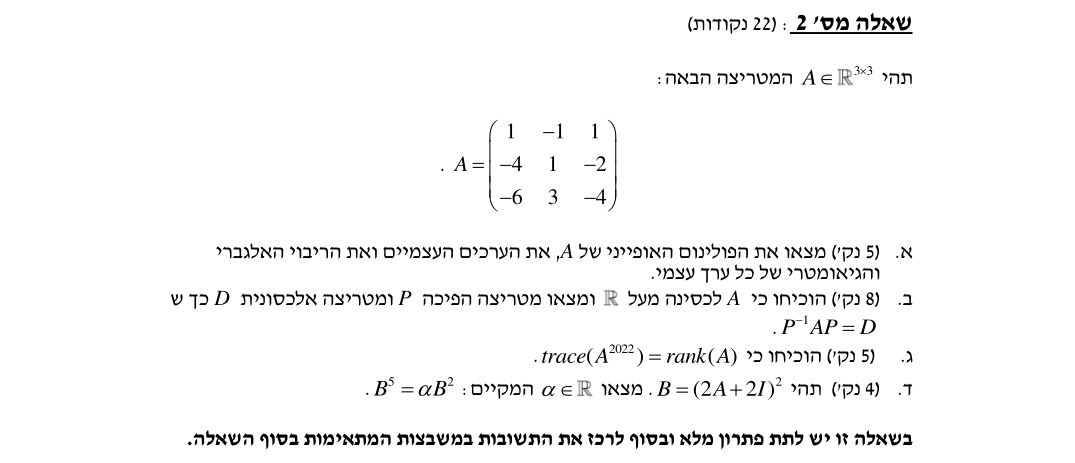 שאלה מס' 2 : (22 נקודות)
תהי A ∈ ℝ^{3×3} המטריצה הבאה :
. A = \begin{pmatrix} 1 & -1 & 1 \\ -4 & 1 & -2 \\ -6 & 3 & -4 \end{pmatrix}
א. (5 נק') מצאו את הפולינום האופייני של A, את הערכים העצמיים ואת הריבוי האלגברי
והגיאומטרי של כל ערך עצמי.
ב. (8 נק') הוכיחו כי A לכסינה מעל ℝ ומצאו מטריצה הפיכה P ומטריצה אלכסונית D כך ש
. P^{-1}AP = D
ג. (5 נק') הוכיחו כי trace(A^{2022}) = rank(A) .
ד. (4 נק') תהי B = (2A + 2I)^2 . מצאו α ∈ ℝ המקיים : B^5 = αB^2 .
בשאלה זו יש לתת פתרון מלא ובסוף לרכז את התשובות במשבצות המתאימות בסוף השאלה.